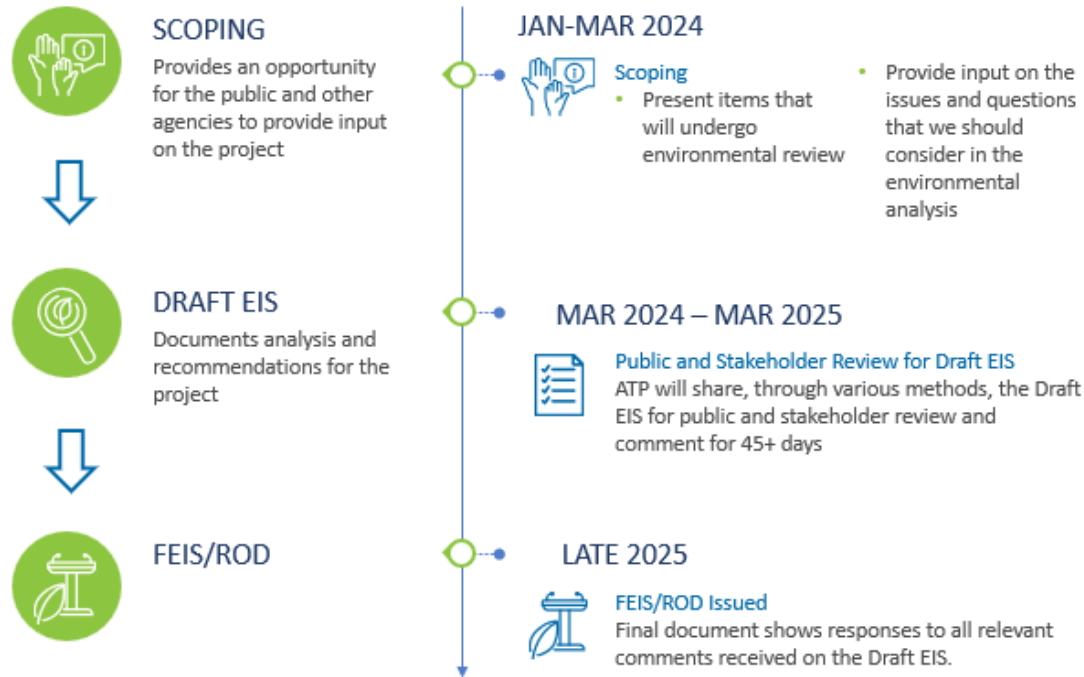 SCOPING
Provides an opportunity
for the public and other
agencies to provide input
on the project
JAN-MAR 2024
Scoping
• Present items that
will undergo
environmental review
• Provide input on the
issues and questions
that we should
consider in the
environmental
analysis
DRAFT EIS
Documents analysis and
recommendations for the
project
MAR 2024 – MAR 2025
Public and Stakeholder Review for Draft EIS
ATP will share, through various methods, the Draft
EIS for public and stakeholder review and
comment for 45+ days
FEIS/ROD
LATE 2025
FEIS/ROD Issued
Final document shows responses to all relevant
comments received on the Draft EIS.